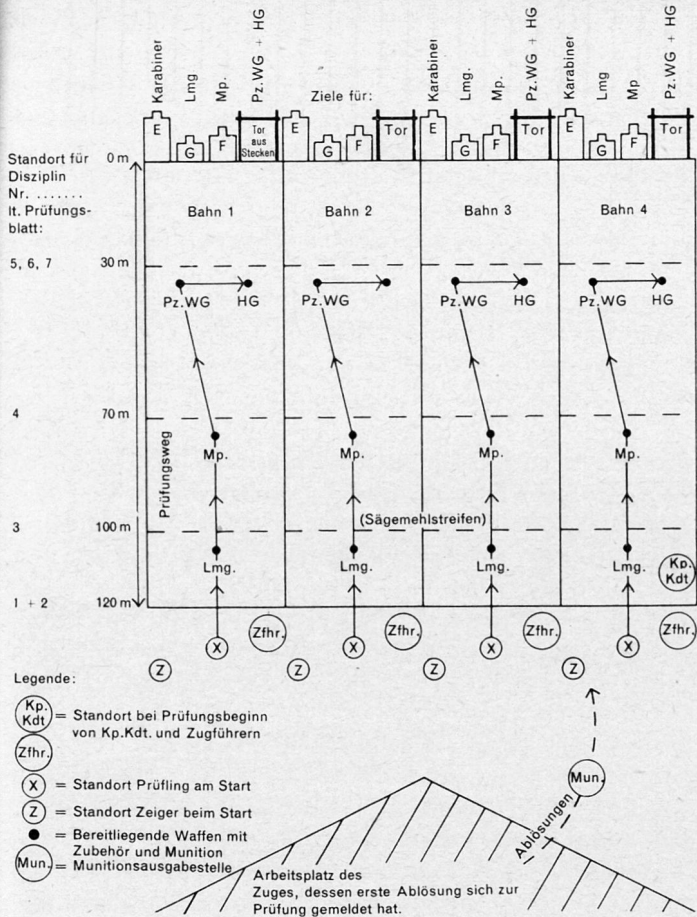 Karabiner
Lmg
Mp.
Pz.WG + HG
Ziele für:
Karabiner
Lmg.
Mp.
Pz.WG + HG
Karabiner
Lmg
Mp
Pz.WG + HG
E
G
F
Tor
aus
Stecken
E
G
F
Tor
E
G
F
Tor
E
G
F
Tor
Standort für
Disziplin
Nr. .......
lt. Prüfungs-
blatt:
0 m
Bahn 1
Bahn 2
Bahn 3
Bahn 4
5, 6, 7
30 m
Pz.WG HG
Pz.WG
Pz.WG HG
Pz.WG HG
4
70 m
Prüfungsweg
Mp.
Mp.
Mp.
Mp.
3
100 m
(Sägemehlstreifen)
Lmg.
Lmg.
Lmg.
Lmg.
Kp.
Kdt
1 + 2
120 m
Zfhr.
Zfhr.
Zfhr.
Zfhr.
X
X
X
X
Z
Z
Z
Z
Legende:
Kp.
Kdt
= Standort bei Prüfungsbeginn
von Kp.Kdt. und Zugführern
Zfhr.
X = Standort Prüfling am Start
Z = Standort Zeiger beim Start
= Bereitliegende Waffen mit
Zubehör und Munition
Mun. = Munitionsausgabestelle
Mun.
Ablösungen
Arbeitsplatz des
Zuges, dessen erste Ablösung sich zur
Prüfung gemeldet hat.